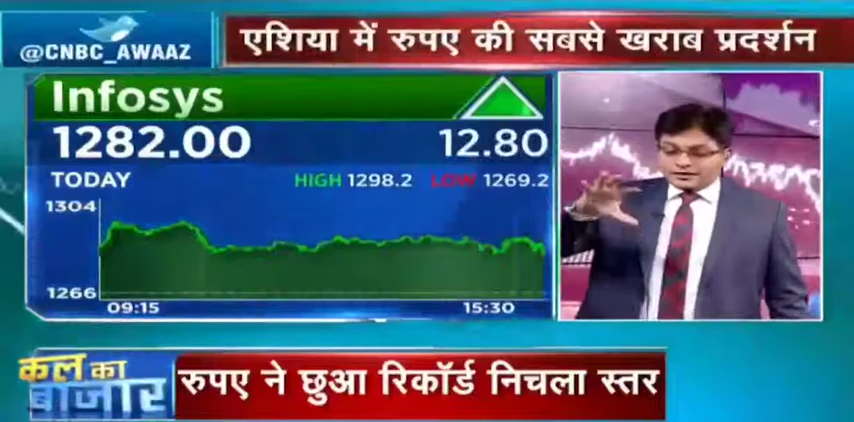 @CNBC_AWAAZ
एशिया में रुपए की सबसे खराब प्रदर्शन
Infosys
1282.00 12.80
TODAY HIGH 1298.2 LOW 1269.2
1304
1266
09:15 15:30
कल का
बाजार
रुपए ने छुआ रिकॉर्ड निचला स्तर